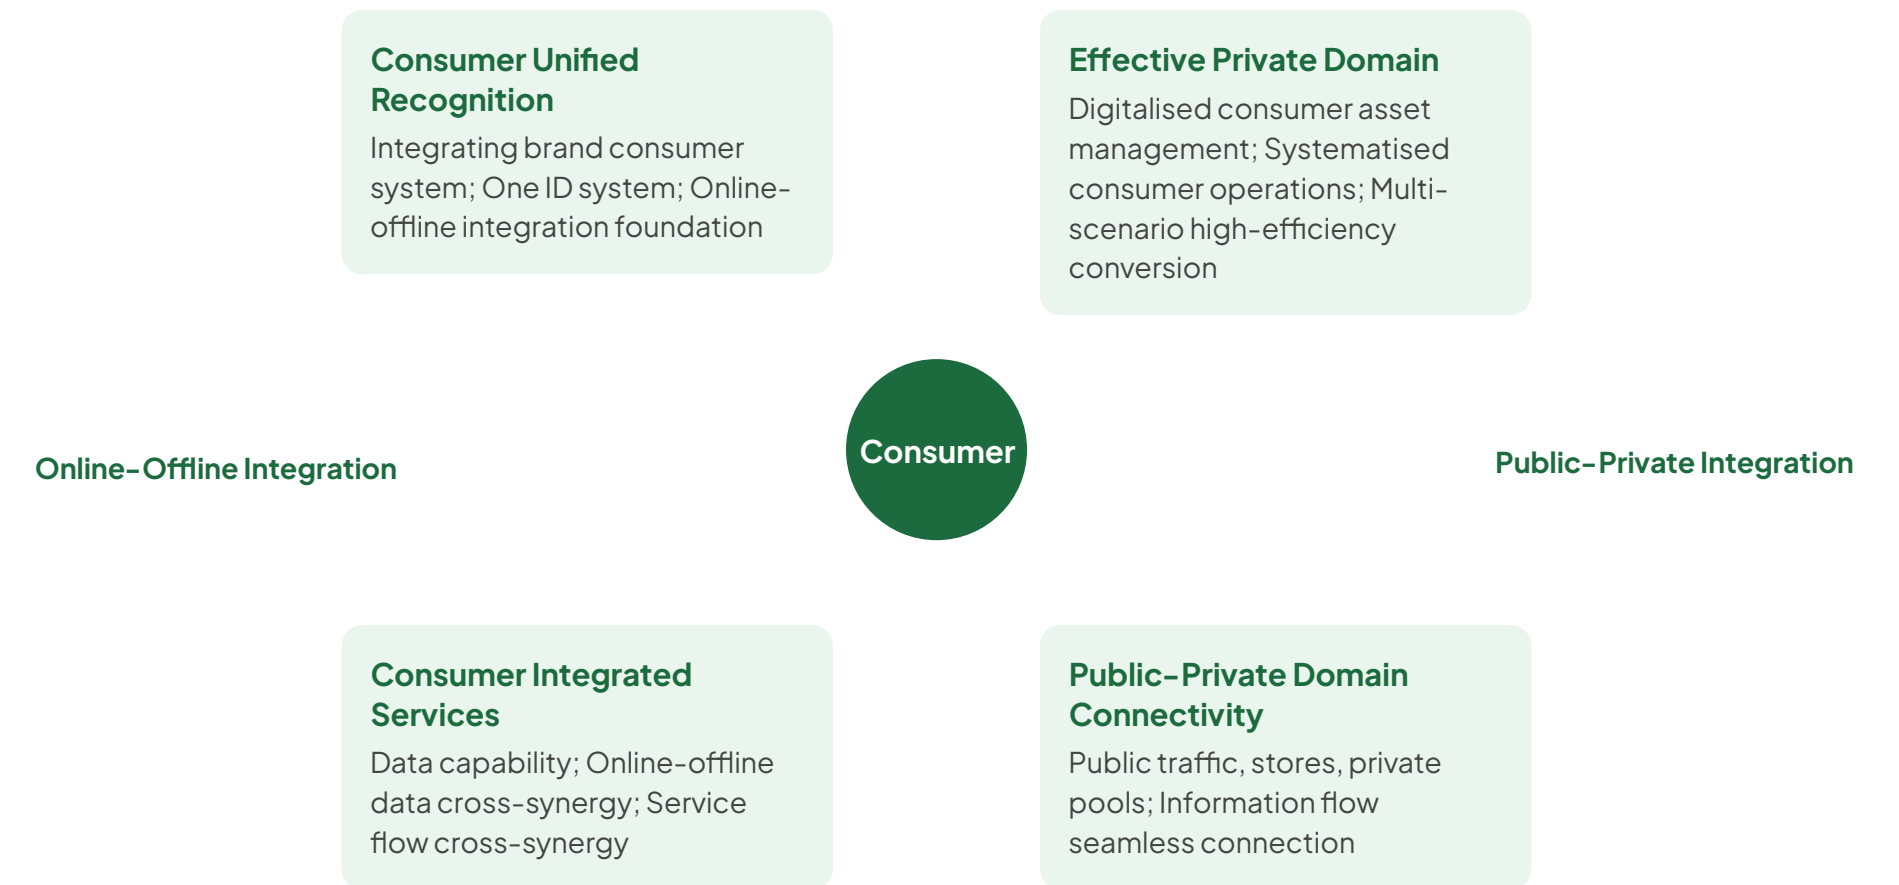 Consumer Unified
Recognition
Integrating brand consumer
system; One ID system; Online-
offline integration foundation
Effective Private Domain
Digitalised consumer asset
management; Systematised
consumer operations; Multi-
scenario high-efficiency
conversion
Online-Offline Integration
Consumer
Public-Private Integration
Consumer Integrated
Services
Data capability; Online-offline
data cross-synergy; Service
flow cross-synergy
Public-Private Domain
Connectivity
Public traffic, stores, private
pools; Information flow
seamless connection